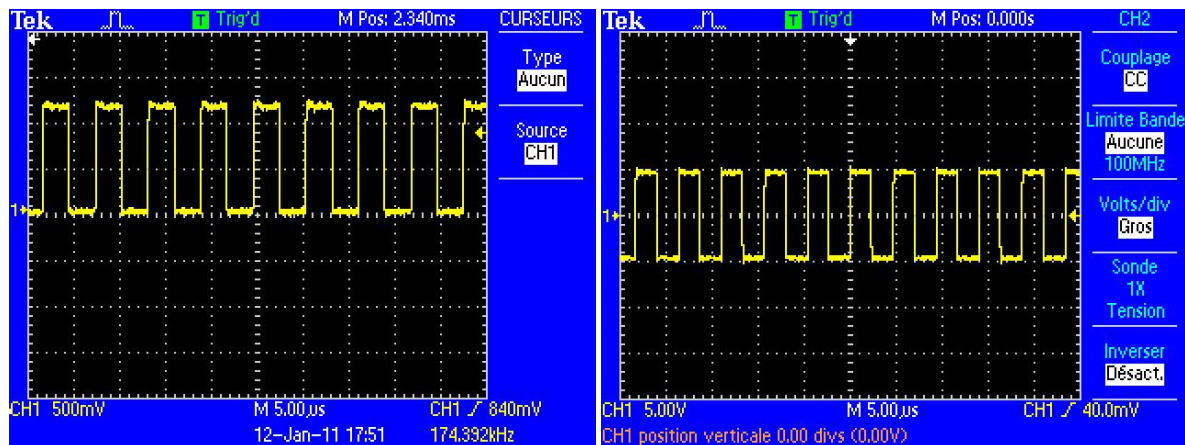 Tek Trig'd M Pos: 2.340ms CURSEURS
Type
Aucun
Source
CH1
1
CH1 500mV M 5.00µs CH1 840mV
12-Jan-11 17:51 174.392kHz
Tek Trig'd M Pos: 0.000s CH2
Couplage
CC
Limite Bande
Aucune
100MHz
Volts/div
Gros
1
Sonde
1X
Tension
Inverser
Désact.
CH1 5.00V M 5.00µs CH1 40.0mV
CH1 position verticale 0.00 divs (0.00V)